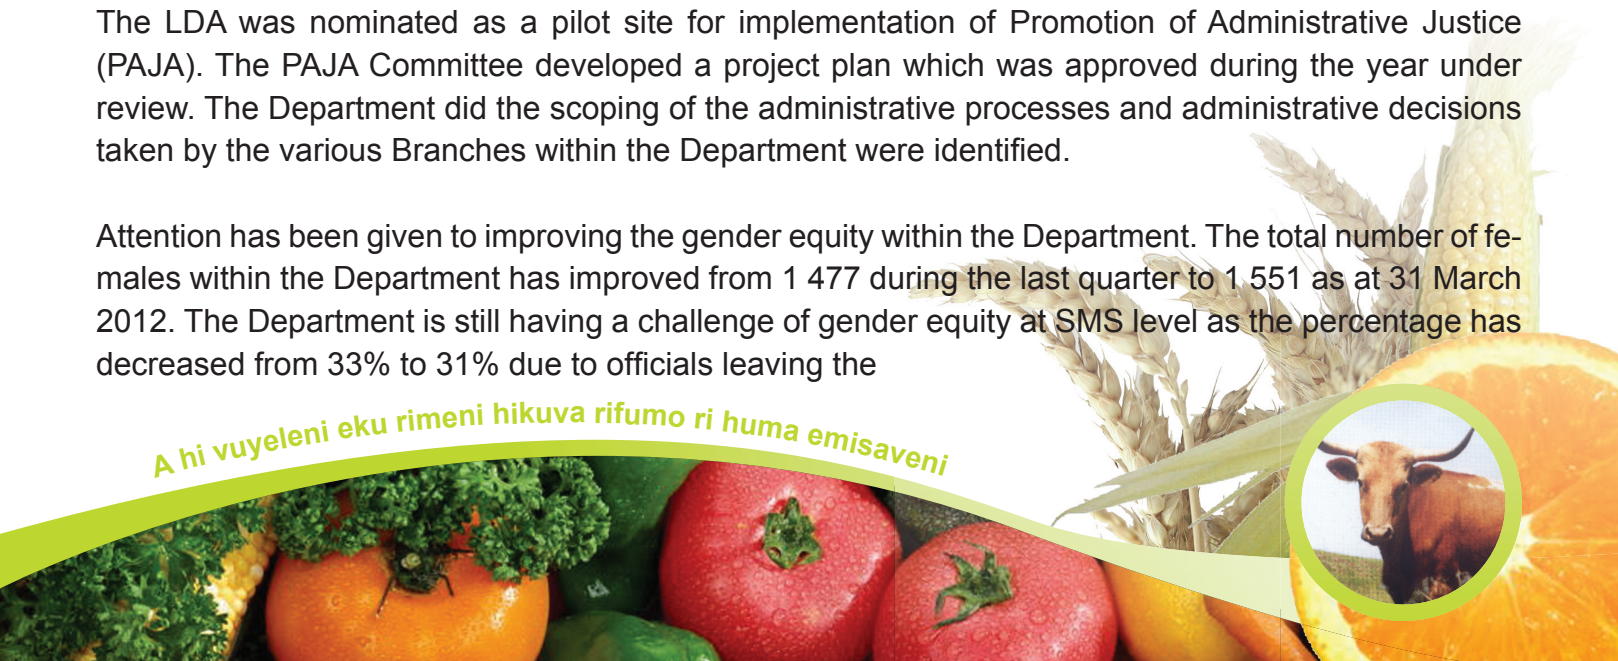 The LDA was nominated as a pilot site for implementation of Promotion of Administrative Justice
(PAJA). The PAJA Committee developed a project plan which was approved during the year under
review. The Department did the scoping of the administrative processes and administrative decisions
taken by the various Branches within the Department were identified.
Attention has been given to improving the gender equity within the Department. The total number of fe-
males within the Department has improved from 1 477 during the last quarter to 1 551 as at 31 March
2012. The Department is still having a challenge of gender equity at SMS level as the percentage has
decreased from 33% to 31% due to officials leaving the
A hi vuyeleni eku rimeni hikuva rifumo ri huma emisaveni